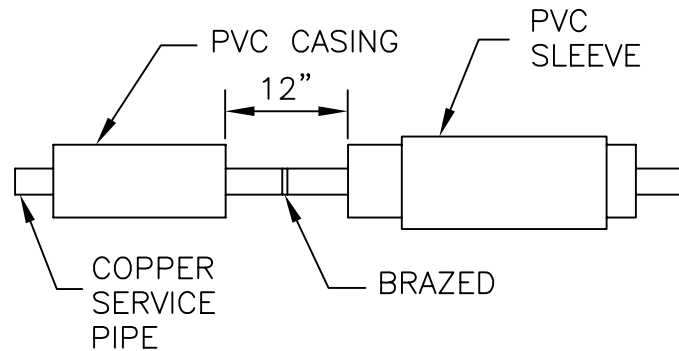 PVC CASING
PVC
SLEEVE
12"
COPPER
SERVICE
PIPE
BRAZED